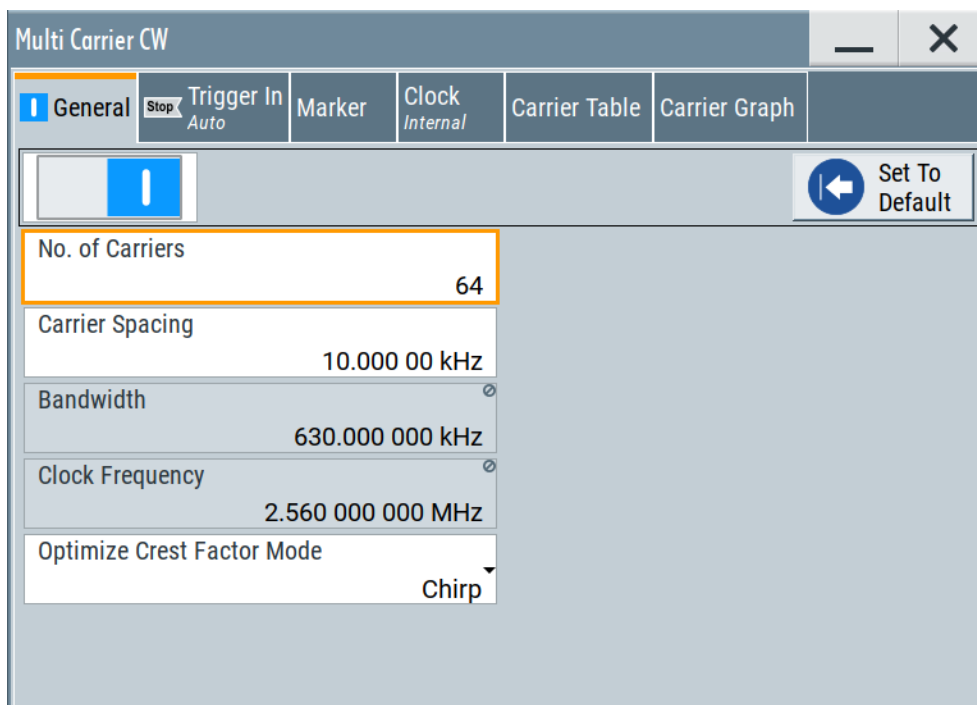 Multi Carrier CW
General
Stop
Trigger In
Auto
Marker
Clock
Internal
Carrier Table
Carrier Graph
Set To
Default
No. of Carriers
64
Carrier Spacing
10.000 00 kHz
Bandwidth
630.000 000 kHz
Clock Frequency
2.560 000 000 MHz
Optimize Crest Factor Mode
Chirp